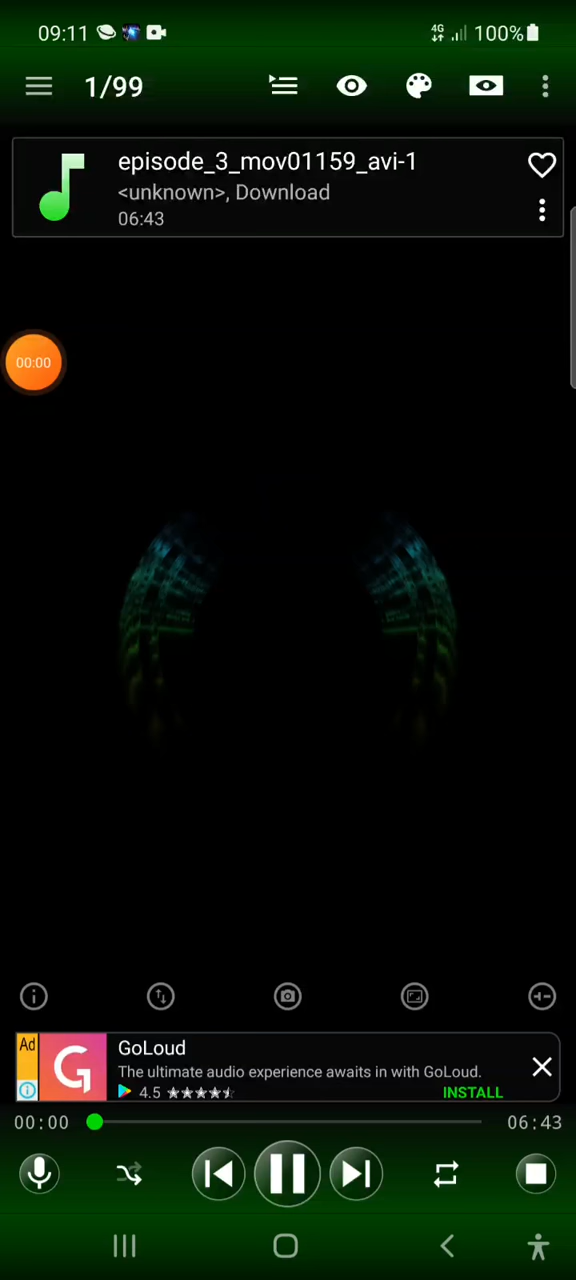 09:11
4G
100%
1/99
episode_3_mov01159_avi-1
<unknown>, Download
06:43
00:00
Ad
GoLoud
The ultimate audio experience awaits in with GoLoud.
4.5
INSTALL
00:00
06:43